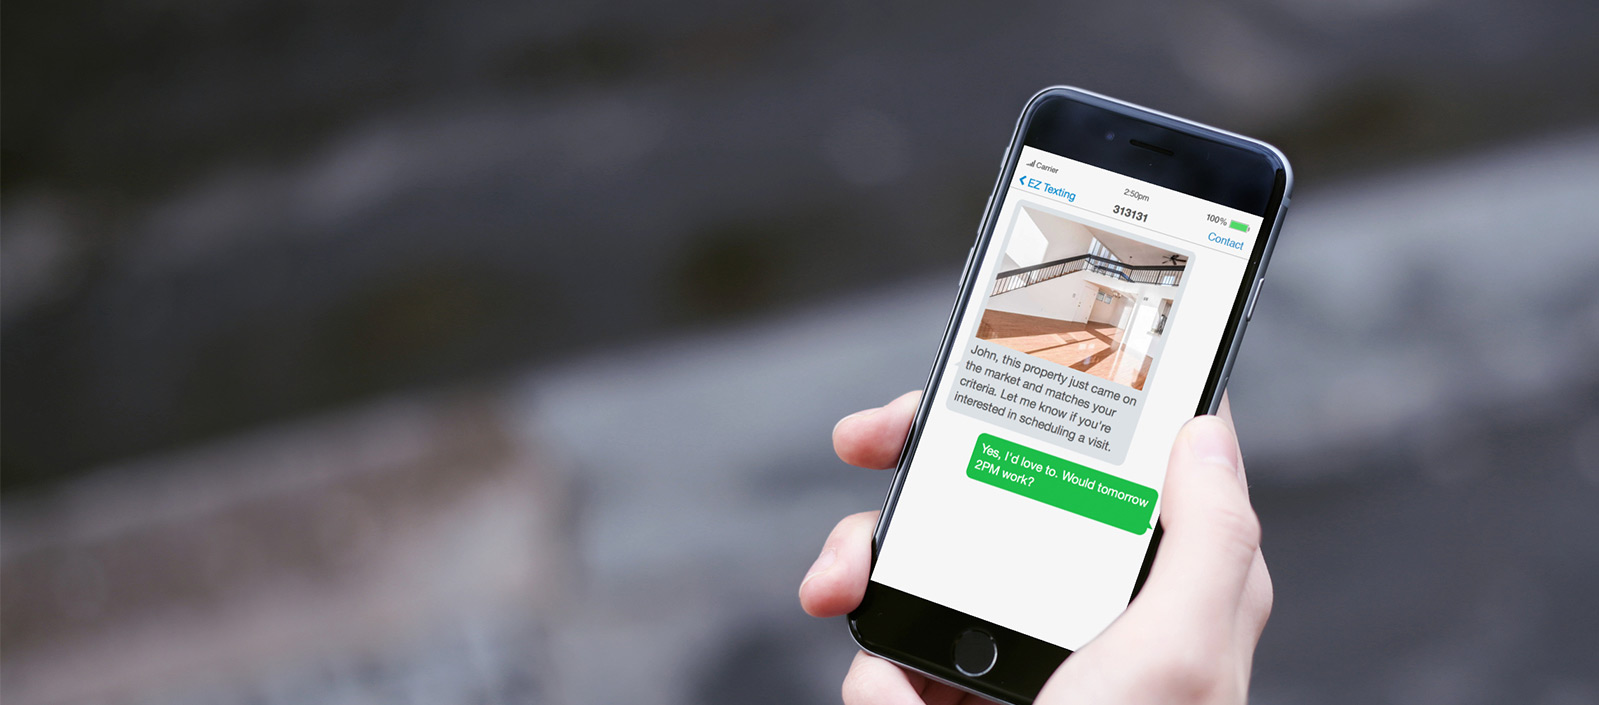 Carrier
2:50pm
100%
EZ Texting
313131
Contact
John, this property just came on
the market and matches your
criteria. Let me know if you're
interested in scheduling a visit.
Yes, I'd love to. Would tomorrow
2PM work?